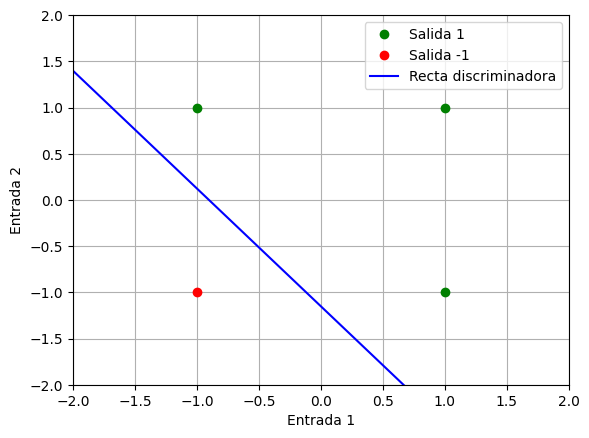 Salida 1
Salida -1
Recta discriminadora
2.0
1.5
1.0
0.5
0.0
−0.5
−1.0
−1.5
−2.0
Entrada 2
−2.0 −1.5 −1.0 −0.5 0.0 0.5 1.0 1.5 2.0
Entrada 1